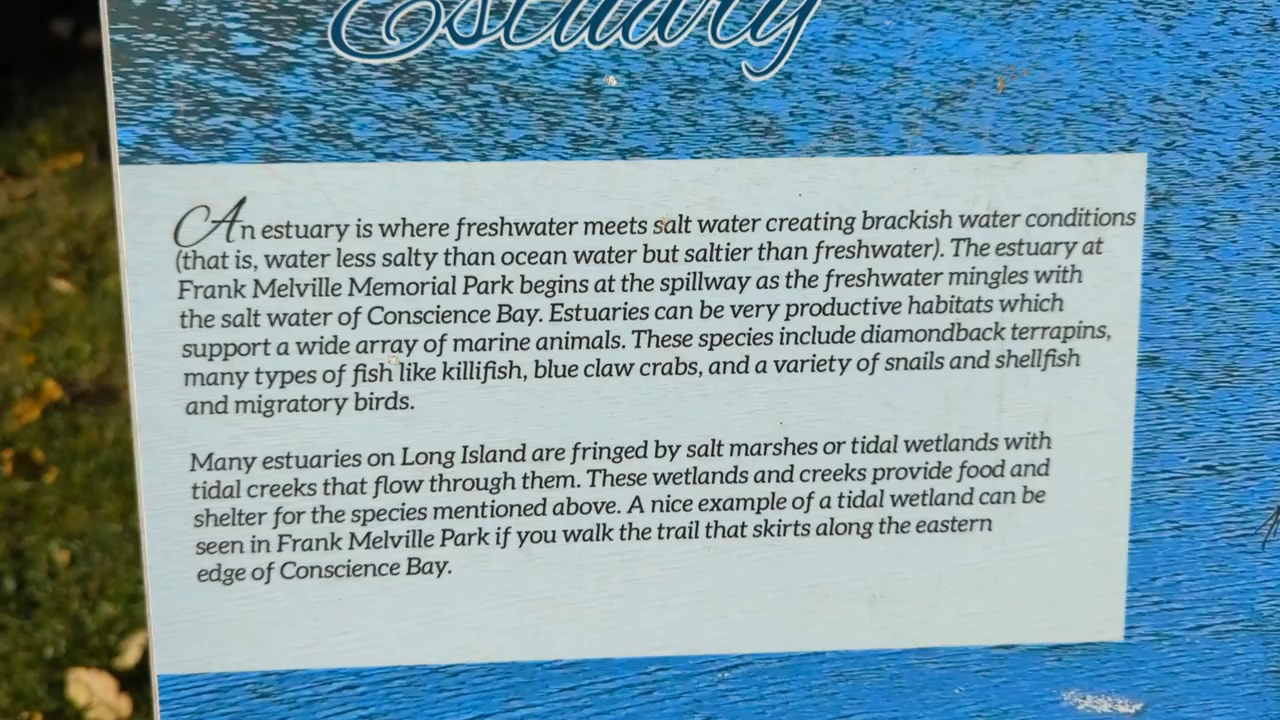 Estuary
An estuary is where freshwater meets salt water creating brackish water conditions
(that is, water less salty than ocean water but saltier than freshwater). The estuary at
Frank Melville Memorial Park begins at the spillway as the freshwater mingles with
the salt water of Conscience Bay. Estuaries can be very productive habitats which
support a wide array of marine animals. These species include diamondback terrapins,
many types of fish like killifish, blue claw crabs, and a variety of snails and shellfish
and migratory birds.
Many estuaries on Long Island are fringed by salt marshes or tidal wetlands with
tidal creeks that flow through them. These wetlands and creeks provide food and
shelter for the species mentioned above. A nice example of a tidal wetland can be
seen in Frank Melville Park if you walk the trail that skirts along the eastern
edge of Conscience Bay.